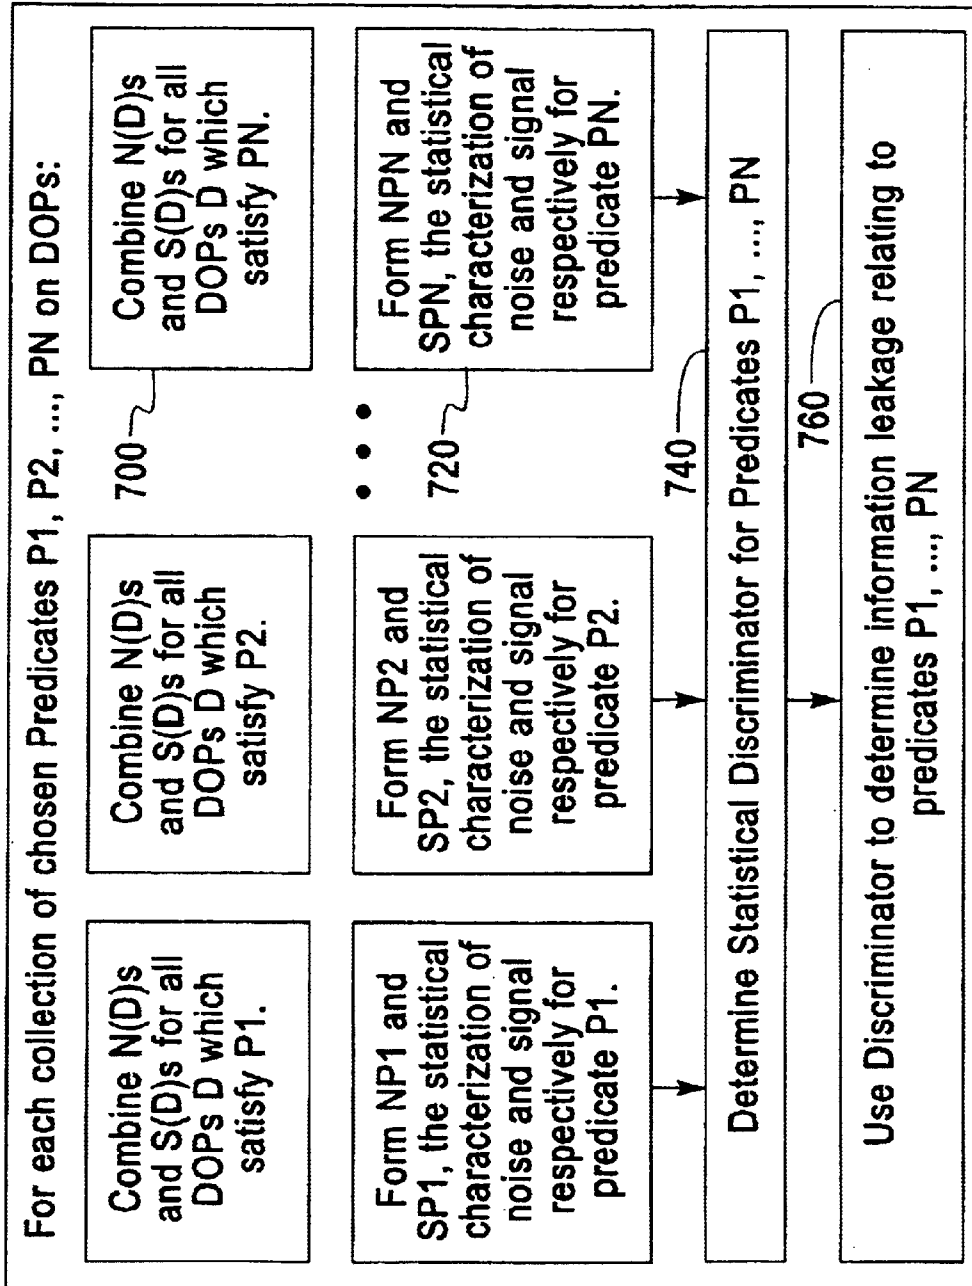 For each collection of chosen Predicates P1, P2, ..., PN on DOPs:
Combine N(D)s
and S(D)s for all
DOPs D which
satisfy P1.
Combine N(D)s
and S(D)s for all
DOPs D which
satisfy P2.
700
Combine N(D)s
and S(D)s for all
DOPs D which
satisfy PN.
Form NP1 and
SP1, the statistical
characterization of
noise and signal
respectively for
predicate P1.
Form NP2 and
SP2, the statistical
characterization of
noise and signal
respectively for
predicate P2.
720
Form NPN and
SPN, the statistical
characterization of
noise and signal
respectively for
predicate PN.
740
Determine Statistical Discriminator for Predicates P1, ..., PN
760
Use Discriminator to determine information leakage relating to
predicates P1, ..., PN